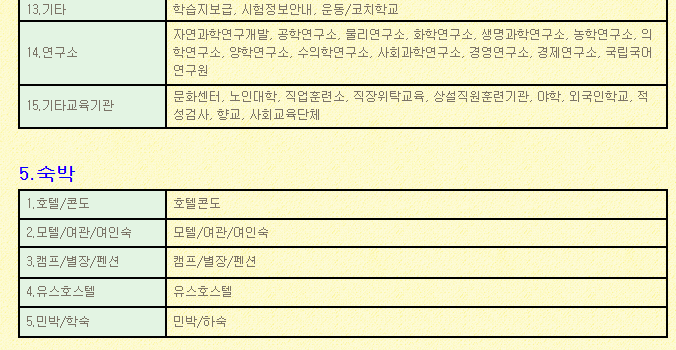 13.기타 학습지보급, 시험정보안내, 운동/코치학교
14.연구소 자연과학연구개발, 공학연구소, 물리연구소, 화학연구소, 생명과학연구소, 농학연구소, 의
학연구소, 약학연구소, 수의학연구소, 사회과학연구소, 경영연구소, 경제연구소, 국립국어
연구원
15.기타교육기관 문화센터, 노인대학, 직업훈련소, 직장위탁교육, 상설직원훈련기관, 야학, 외국인학교, 적
성검사, 향교, 사회교육단체
5.숙박
1.호텔/콘도 호텔콘도
2.모텔/여관/여인숙 모텔/여관/여인숙
3.캠프/별장/펜션 캠프/별장/펜션
4.유스호스텔 유스호스텔
5.민박/학숙 민박/하숙